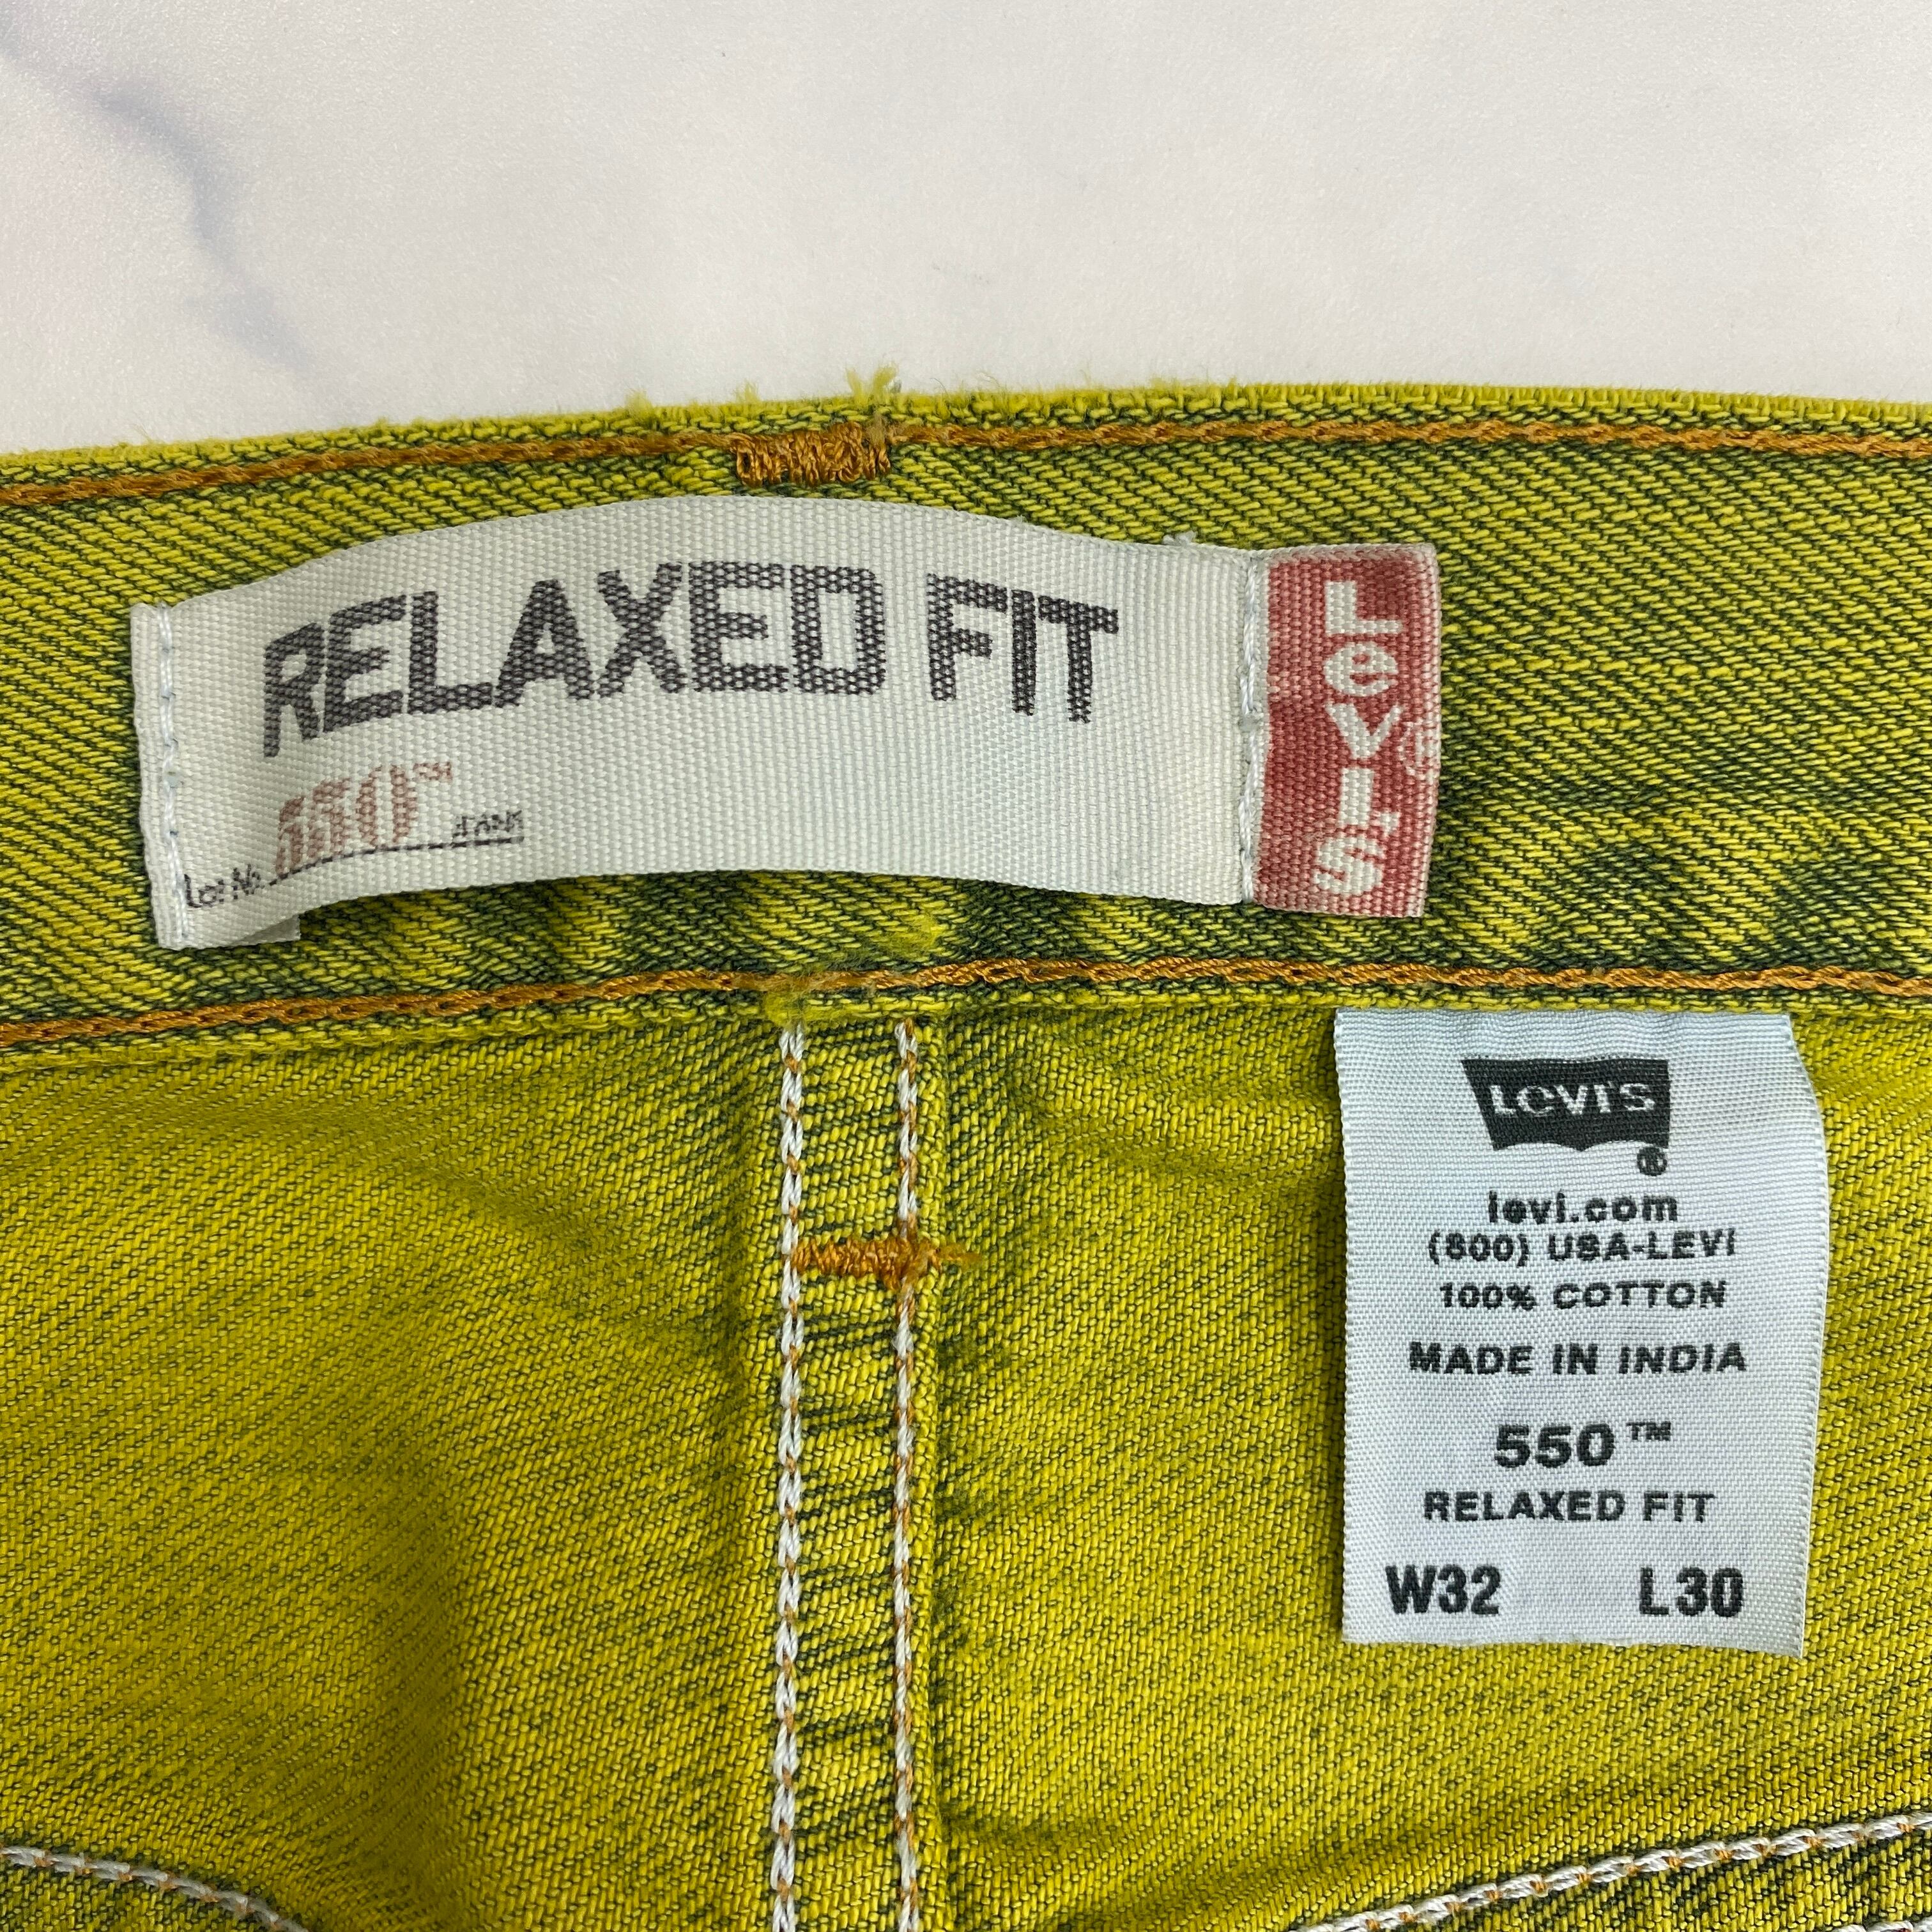 RELAXED FIT
550™
Lot No. JEANS
LEVI'S ®
Levi's
®
levi.com
(800) USA-LEVI
100% COTTON
MADE IN INDIA
550™
RELAXED FIT
W32 L30